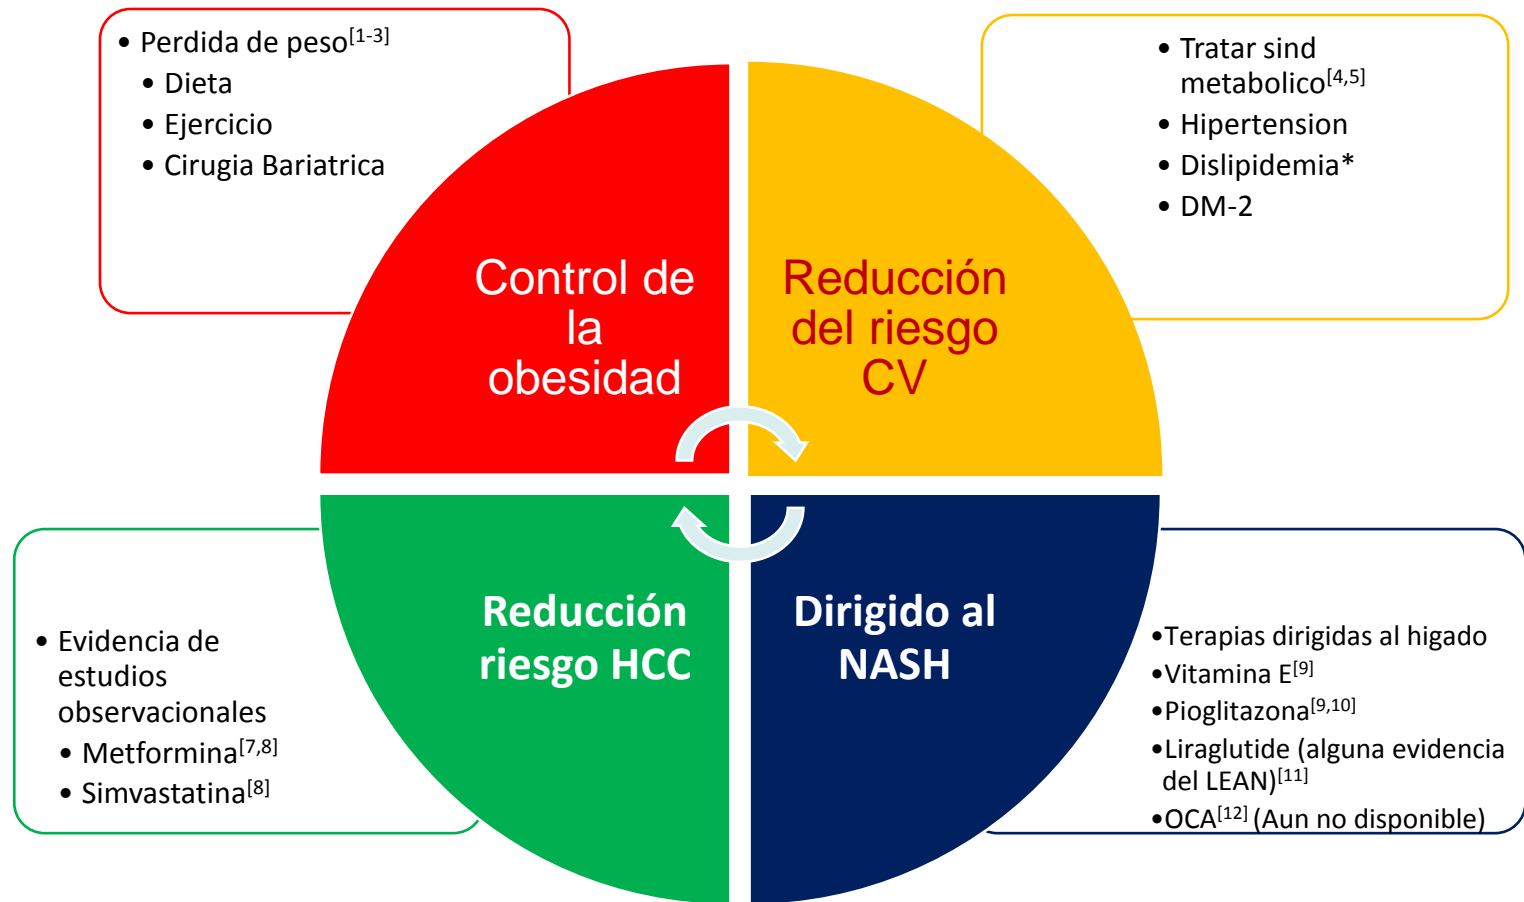 • Perdida de peso[1-3]
• Dieta
• Ejercicio
• Cirugia Bariatrica
• Tratar sind
metabolico[4,5]
• Hipertension
• Dislipidemia*
• DM-2
Control de
la
obesidad
Reducción
del riesgo
CV
Reducción
riesgo HCC
Dirigido al
NASH
• Evidencia de
estudios
observacionales
• Metformina[7,8]
• Simvastatina[8]
•Terapias dirigidas al higado
•Vitamina E[9]
•Pioglitazona[9,10]
•Liraglutide (alguna evidencia
del LEAN)[11]
•OCA[12] (Aun no disponible)